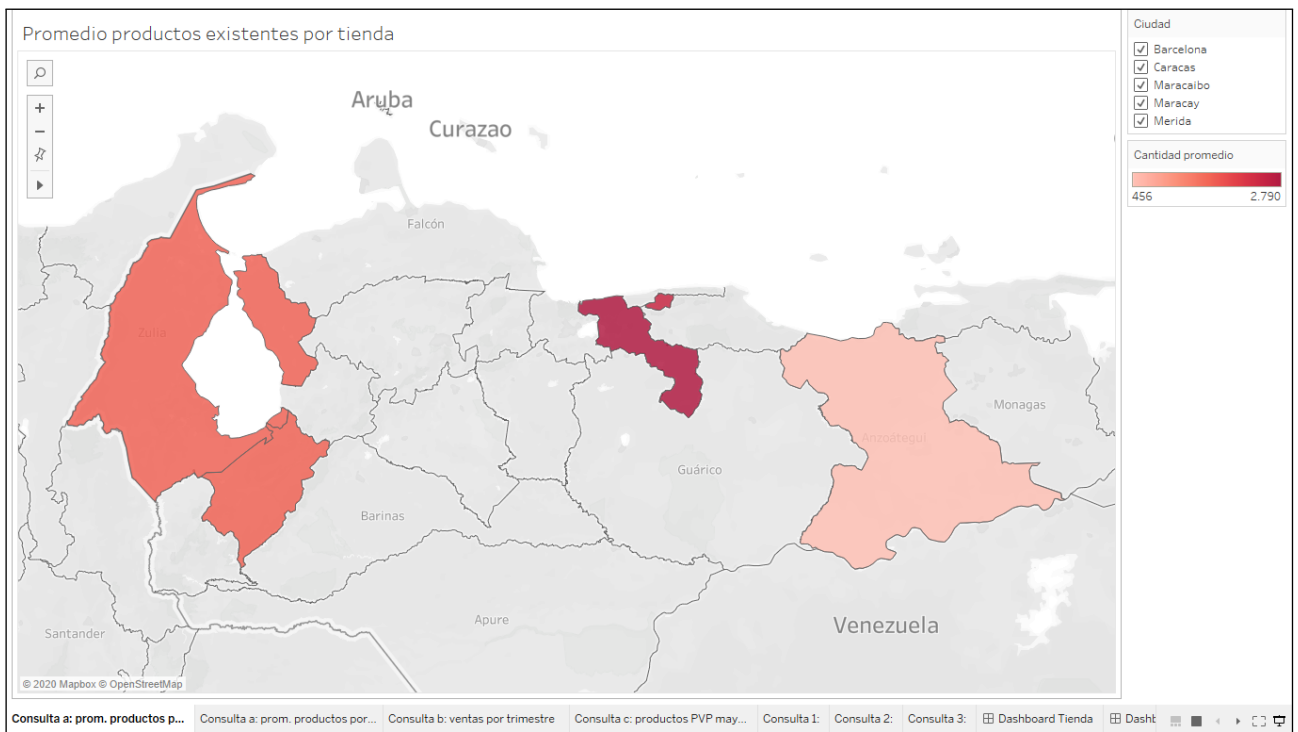 Promedio productos existentes por tienda
Aruba
Curazao
Falcón
Zulia
Monagas
Anzoátegui
Guárico
Barinas
Apure
Venezuela
Santander
© 2020 Mapbox © OpenStreetMap
Ciudad
Barcelona
Caracas
Maracaibo
Maracay
Merida
Cantidad promedio
456 2.790
Consulta a: prom. productos p... Consulta a: prom. productos por... Consulta b: ventas por trimestre Consulta c: productos PVP may... Consulta 1: Consulta 2: Consulta 3: Dashboard Tienda Dashb